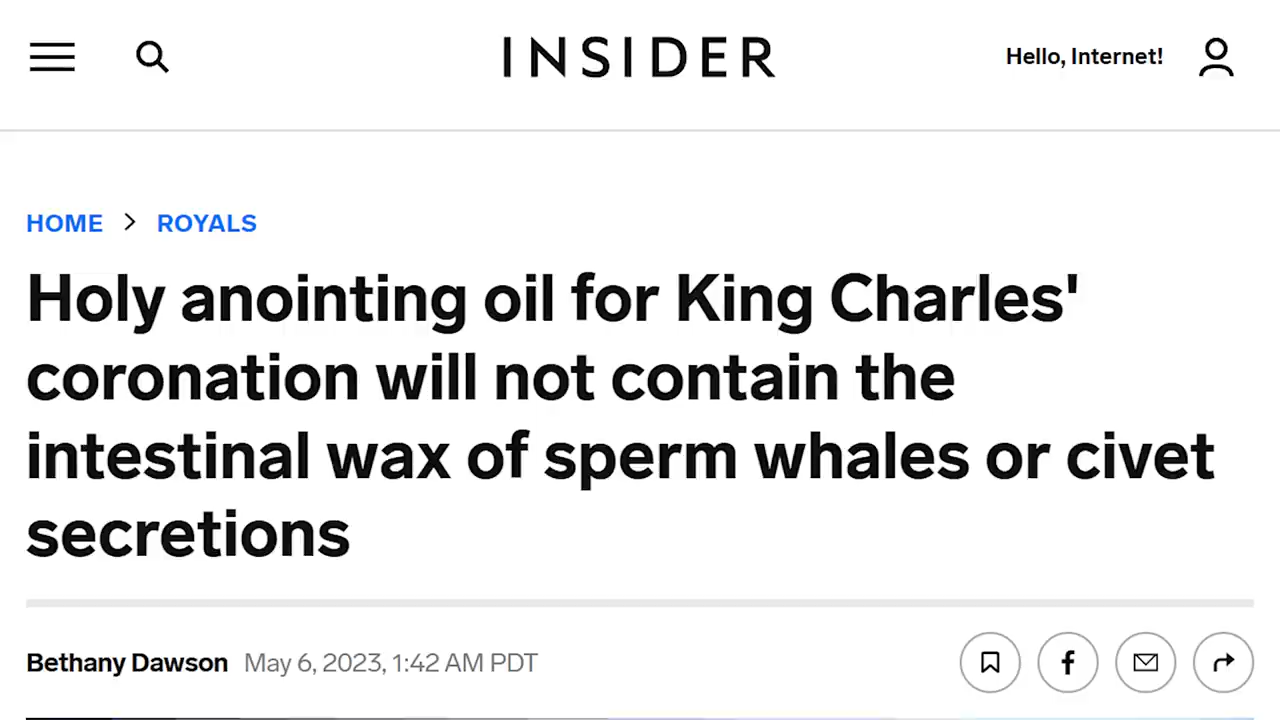 INSIDER
Hello, Internet!
HOME > ROYALS
Holy anointing oil for King Charles'
coronation will not contain the
intestinal wax of sperm whales or civet
secretions
Bethany Dawson May 6, 2023, 1:42 AM PDT